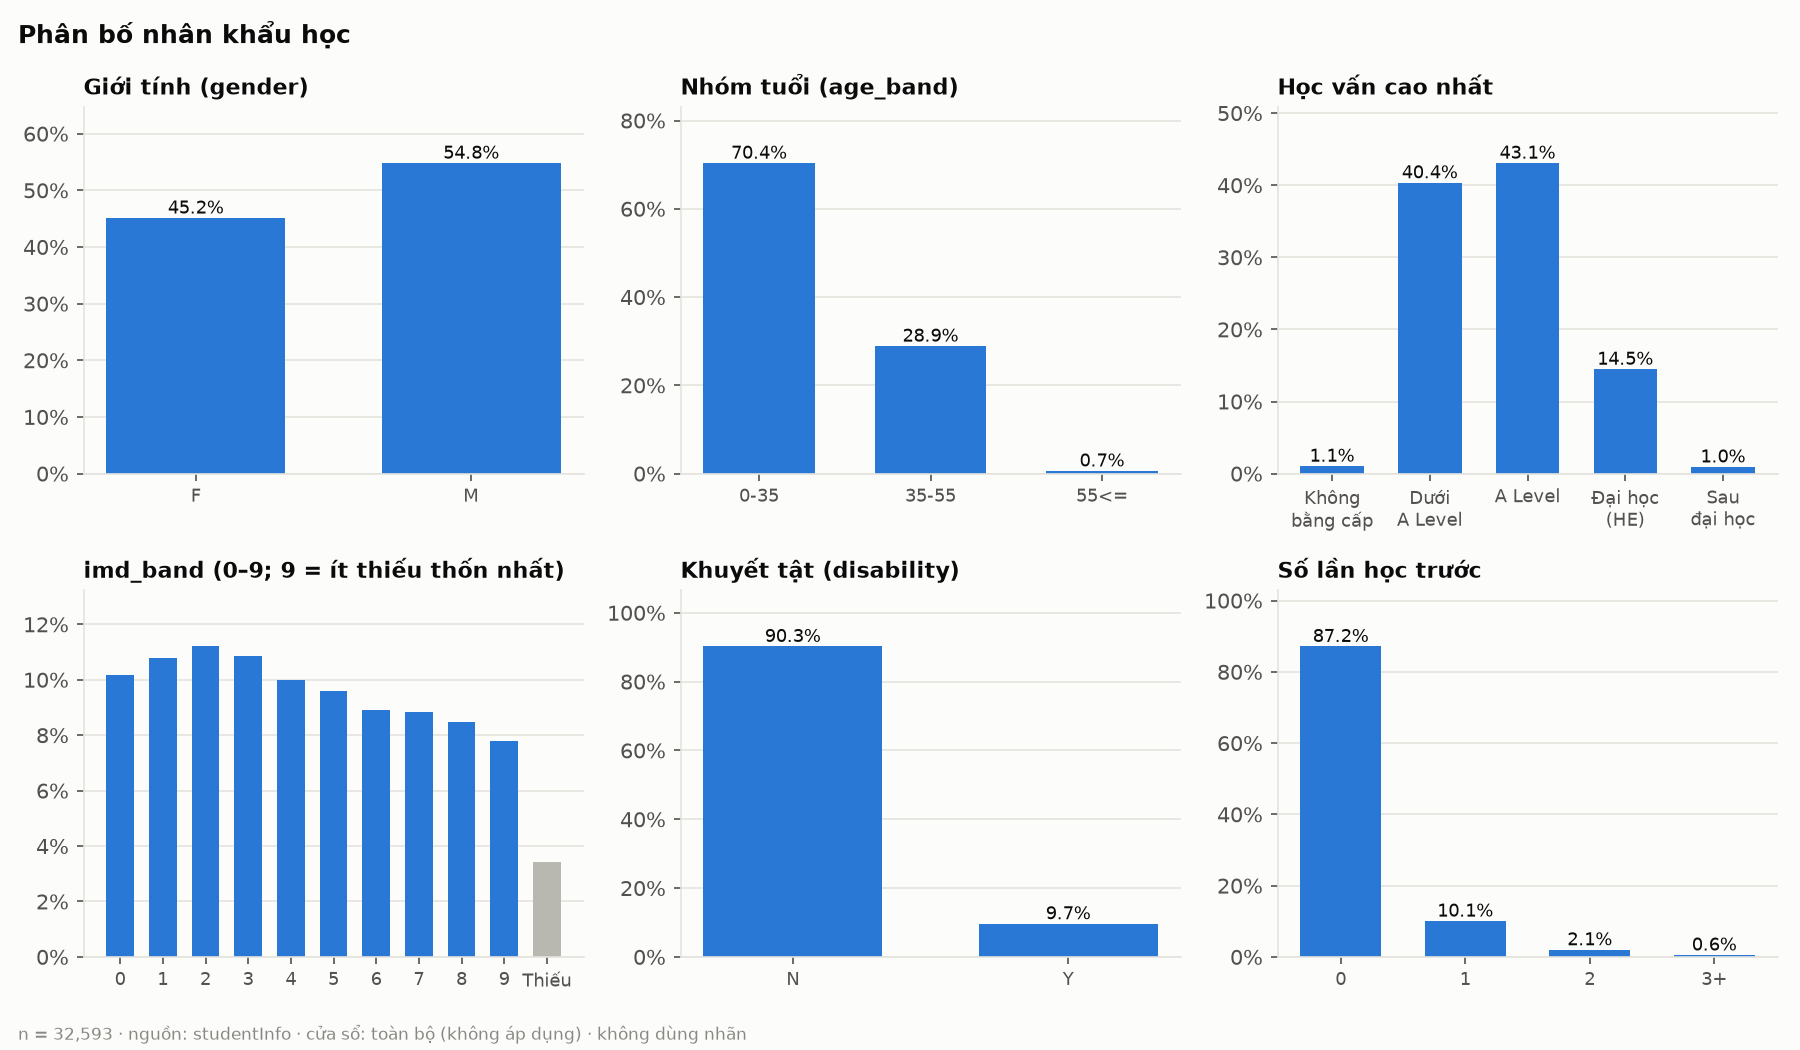 Phân bố nhân khẩu học
Giới tính (gender)
60%
50%
40%
30%
20%
10%
0%
45.2%
54.8%
F
M
Nhóm tuổi (age_band)
80%
60%
40%
20%
0%
70.4%
28.9%
0.7%
0-35
35-55
55<=
Học vấn cao nhất
50%
40%
30%
20%
10%
0%
1.1%
40.4%
43.1%
14.5%
1.0%
Không
bằng cấp
Dưới
A Level
A Level
Đại học
(HE)
Sau
đại học
imd_band (0–9; 9 = ít thiếu thốn nhất)
12%
10%
8%
6%
4%
2%
0%
0 1 2 3 4 5 6 7 8 9 Thiếu
Khuyết tật (disability)
100%
80%
60%
40%
20%
0%
90.3%
9.7%
N
Y
Số lần học trước
100%
80%
60%
40%
20%
0%
87.2%
10.1%
2.1%
0.6%
0
1
2
3+
n = 32,593 · nguồn: studentInfo · cửa sổ: toàn bộ (không áp dụng) · không dùng nhãn